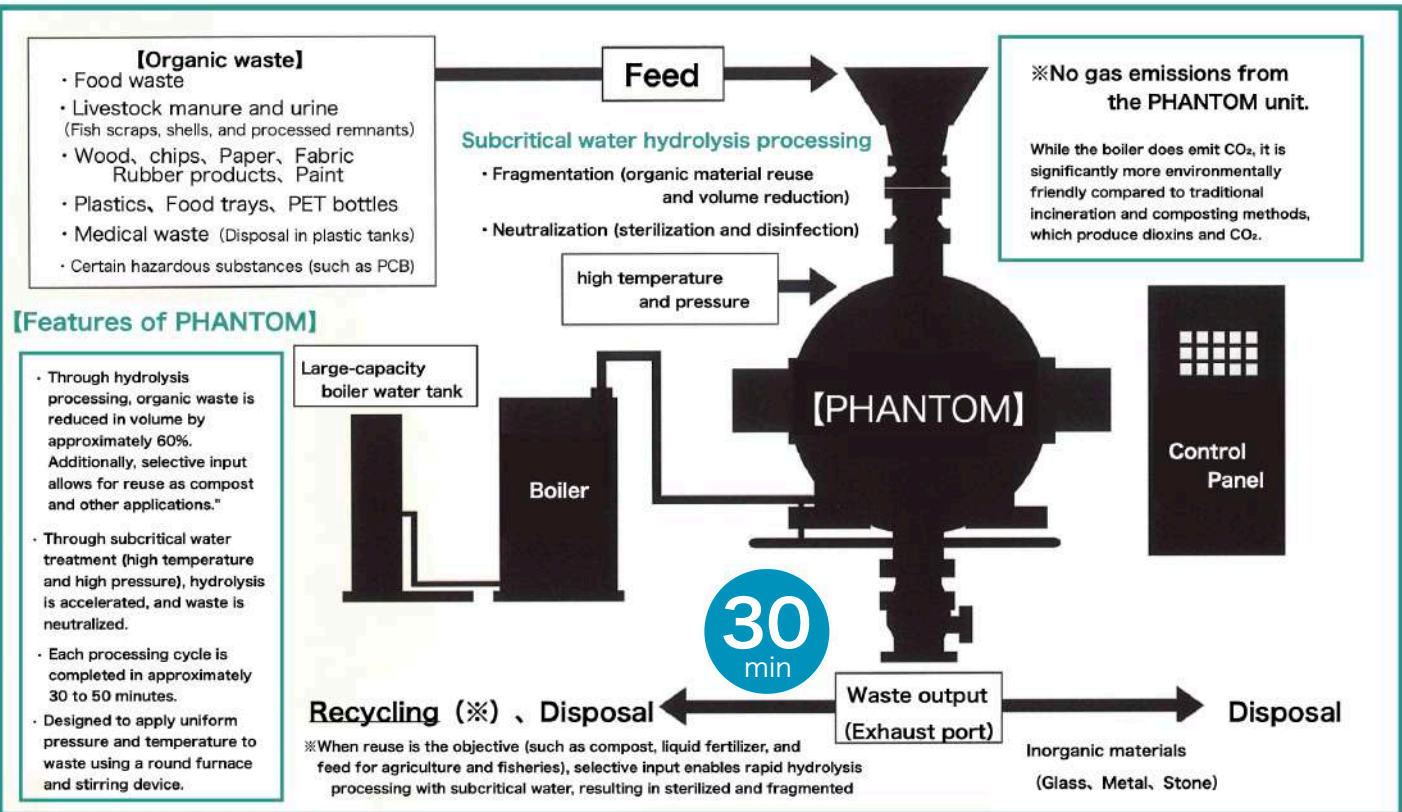 【Organic waste】
・Food waste
・Livestock manure and urine
(Fish scraps, shells, and processed remnants)
・Wood、chips、Paper、Fabric
Rubber products、Paint
・Plastics、Food trays、PET bottles
・Medical waste (Disposal in plastic tanks)
・Certain hazardous substances (such as PCB)
Feed
Subcritical water hydrolysis processing
・Fragmentation (organic material reuse
and volume reduction)
・Neutralization (sterilization and disinfection)
high temperature
and pressure
※No gas emissions from
the PHANTOM unit.
While the boiler does emit CO₂, it is
significantly more environmentally
friendly compared to traditional
incineration and composting methods,
which produce dioxins and CO₂.
【Features of PHANTOM】
・Through hydrolysis
processing, organic waste is
reduced in volume by
approximately 60%.
Additionally, selective input
allows for reuse as compost
and other applications."
・Through subcritical water
treatment (high temperature
and high pressure), hydrolysis
is accelerated, and waste is
neutralized.
・Each processing cycle is
completed in approximately
30 to 50 minutes.
・Designed to apply uniform
pressure and temperature to
waste using a round furnace
and stirring device.
Large-capacity
boiler water tank
Boiler
【PHANTOM】
Control
Panel
30
min
Waste output
(Exhaust port)
Recycling（※）、Disposal
※When reuse is the objective (such as compost, liquid fertilizer, and
feed for agriculture and fisheries), selective input enables rapid hydrolysis
processing with subcritical water, resulting in sterilized and fragmented
Disposal
Inorganic materials
(Glass、Metal、Stone)